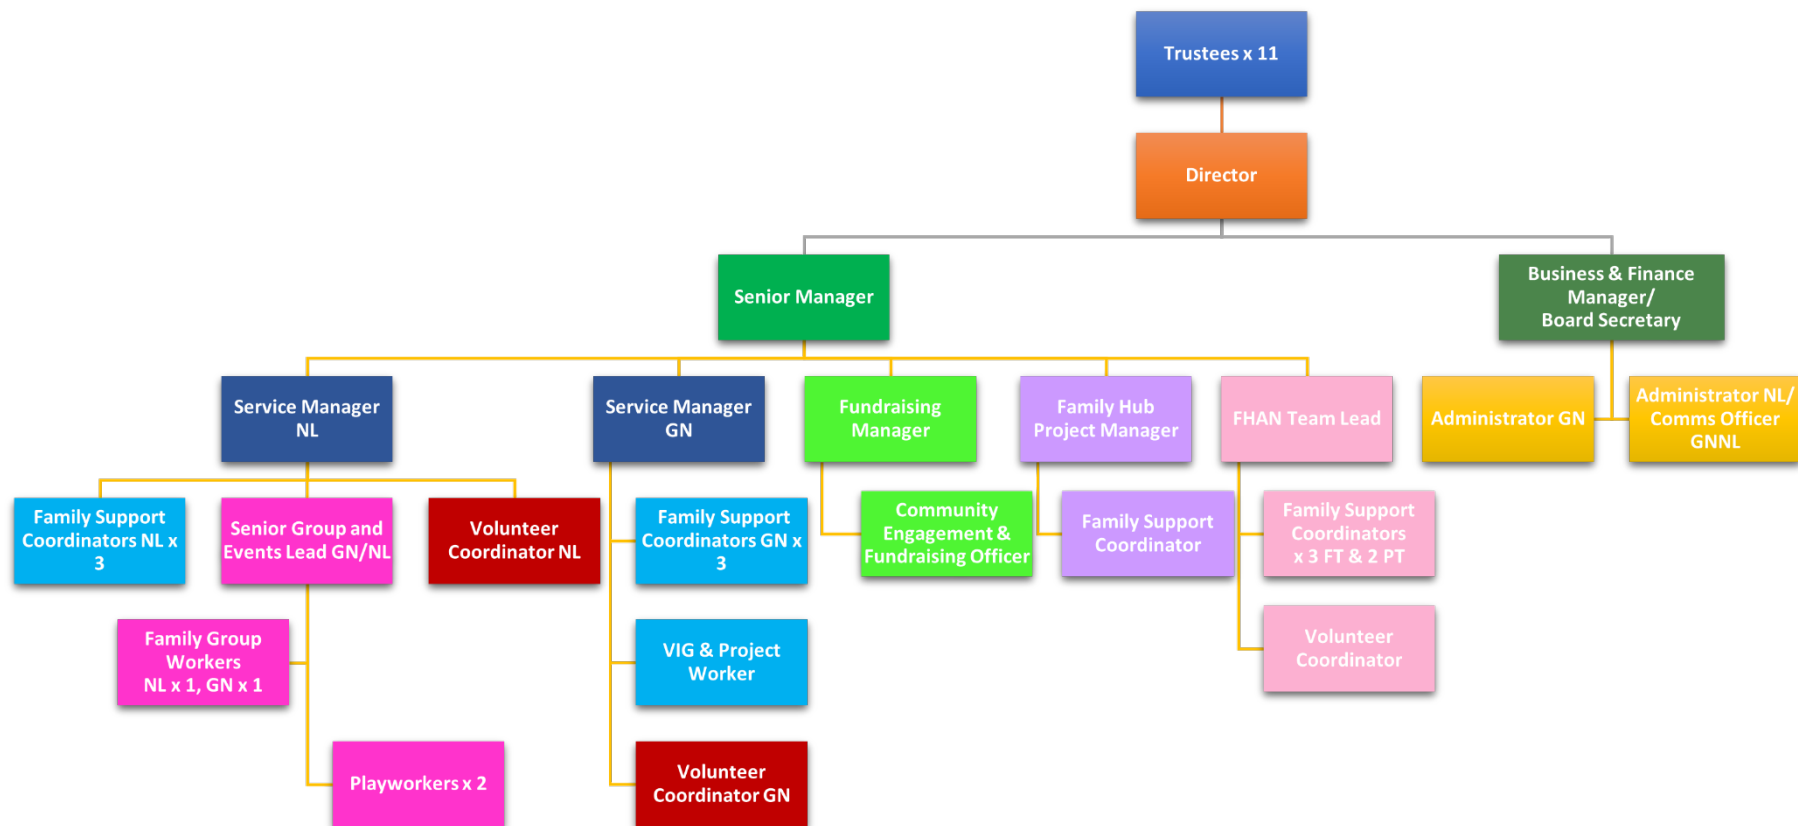 Trustees x 11
Director
Senior Manager
Business & Finance
Manager/
Board Secretary
Service Manager
NL
Service Manager
GN
Fundraising
Manager
Family Hub
Project Manager
FHAN Team Lead
Administrator GN
Administrator NL/
Comms Officer
GNNL
Family Support
Coordinators NL x
3
Senior Group and
Events Lead GN/NL
Volunteer
Coordinator NL
Family Support
Coordinators GN x
3
Community
Engagement &
Fundraising Officer
Family Support
Coordinator
Family Support
Coordinators
x 3 FT & 2 PT
Family Group
Workers
NL x 1, GN x 1
VIG & Project
Worker
Volunteer
Coordinator
Playworkers x 2
Volunteer
Coordinator GN